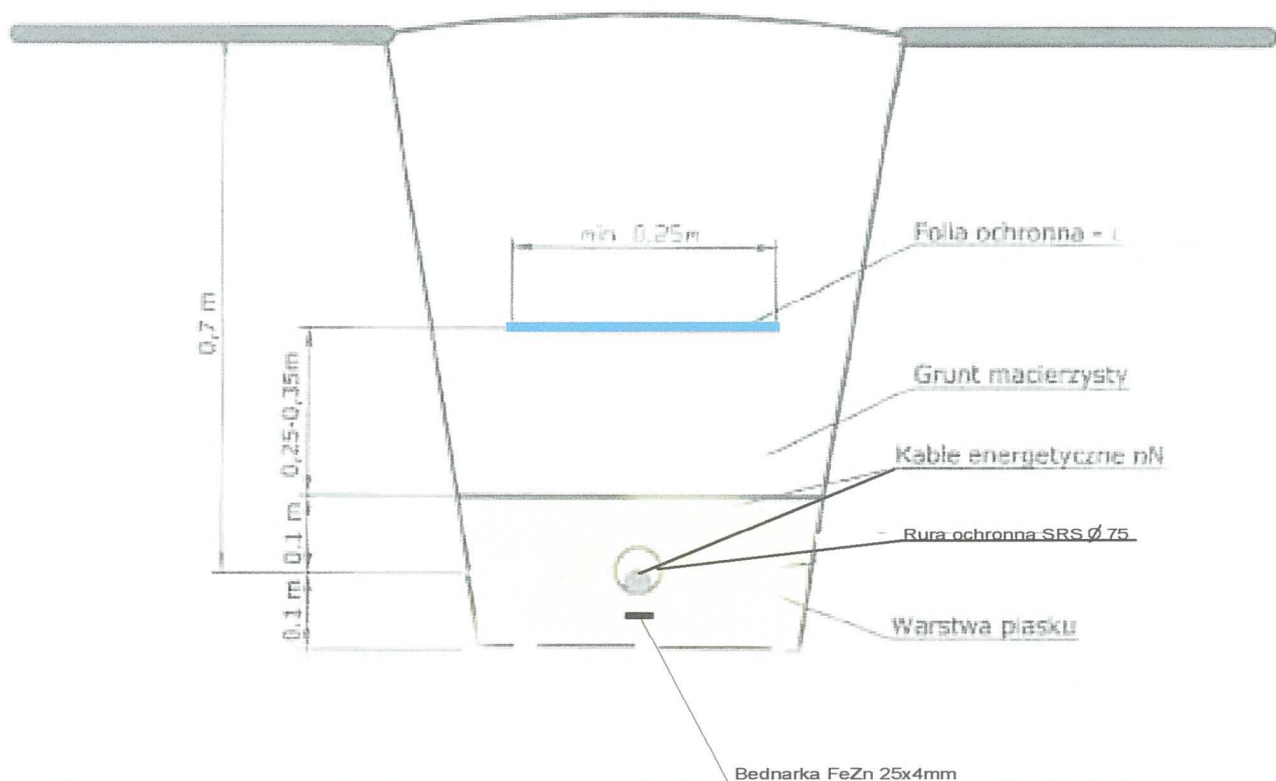 min. 0.25m
Folia ochronna -
0,7 m
0,25-0,35m
Grunt macierzysty
Kable energetyczne nN
0.1 m
Rura ochronna SRS Ø 75
0.1 m
Warstwa piasku
Bednarka FeZn 25x4mm